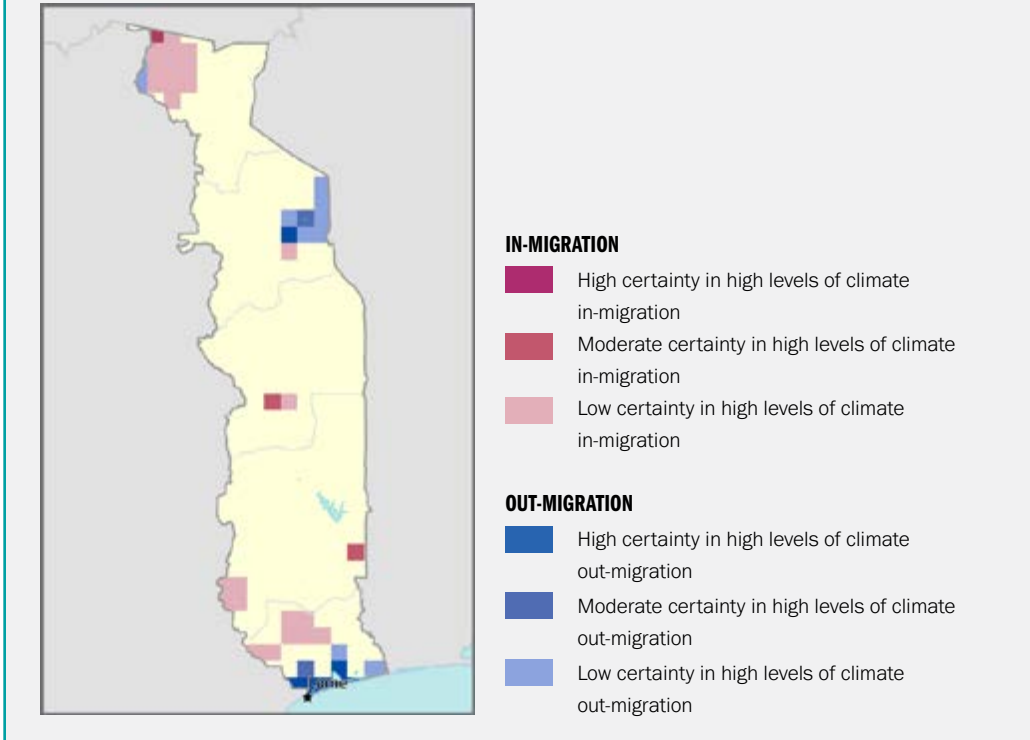 IN-MIGRATION
High certainty in high levels of climate
in-migration
Moderate certainty in high levels of climate
in-migration
Low certainty in high levels of climate
in-migration
OUT-MIGRATION
High certainty in high levels of climate
out-migration
Moderate certainty in high levels of climate
out-migration
Low certainty in high levels of climate
out-migration